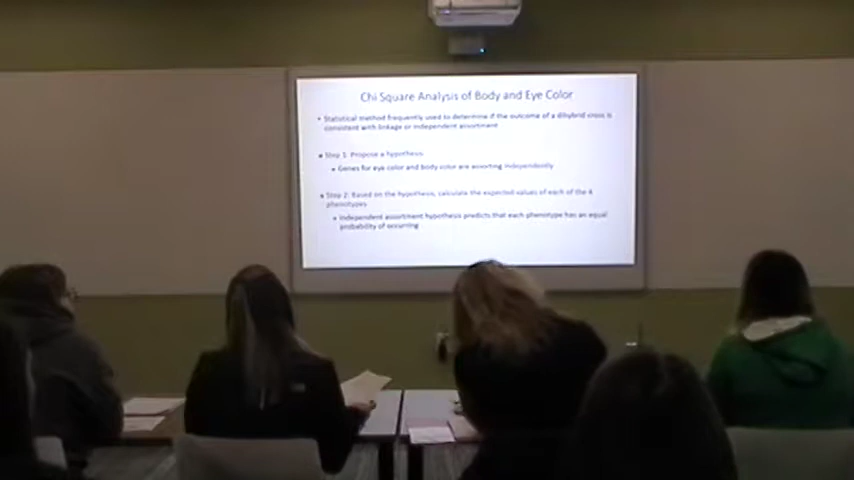 Chi Square Analysis of Body and Eye Color
• Statistical method frequently used to determine if the outcome of a dihybrid cross is
consistent with linkage or independent assortment
• Step 1: Propose a hypothesis
• Genes for eye color and body color are assorting independently
• Step 2: Based on the hypothesis, calculate the expected values of each of the 4
phenotypes
• Independent assortment hypothesis predicts that each phenotype has an equal
probability of occurring